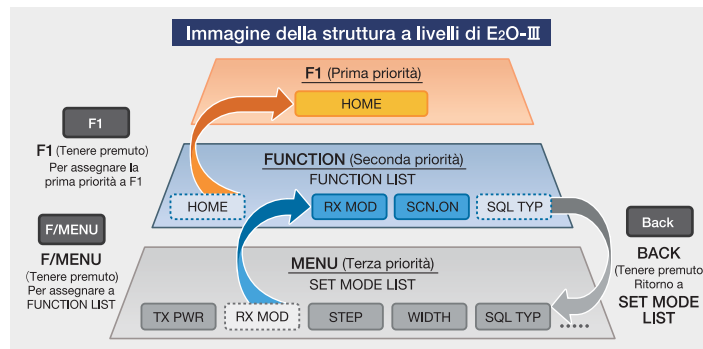 Immagine della struttura a livelli di E2O-III
F1 (Prima priorità)
HOME
F1
F1 (Tenere premuto)
Per assegnare la
prima priorità a F1
FUNCTION (Seconda priorità)
FUNCTION LIST
HOME
RX MOD
SCN.ON
SQL TYP
F/MENU
F/MENU
(Tenere premuto)
Per assegnare a
FUNCTION LIST
Back
BACK
(Tenere premuto
Ritorno a
SET MODE
LIST
MENU (Terza priorità)
SET MODE LIST
TX PWR
RX MOD
STEP
WIDTH
SQL TYP
.....